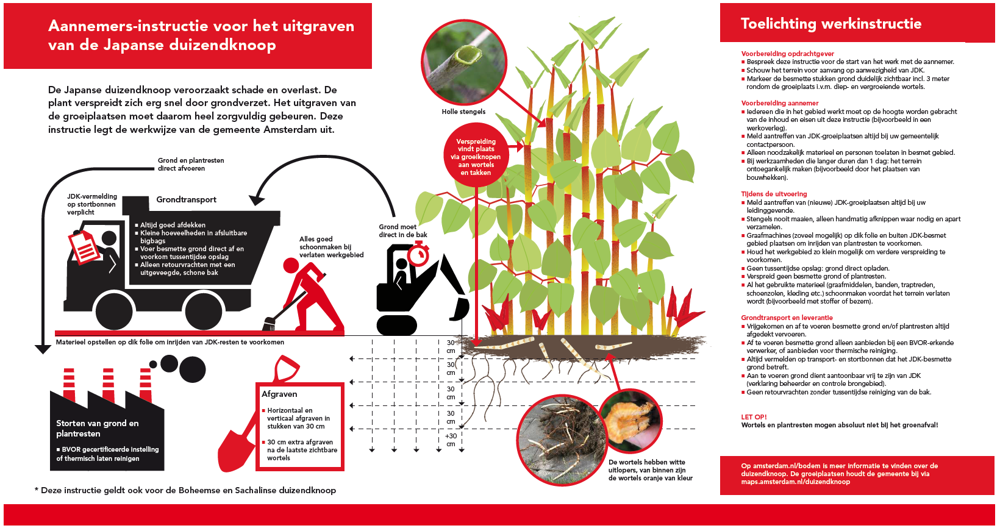 Aannemers-instructie voor het uitgraven
van de Japanse duizendknoop
De Japanse duizendknoop veroorzaakt schade en overlast. De
plant verspreidt zich erg snel door grondverzet. Het uitgraven van
de groeiplaatsen moet daarom heel zorgvuldig gebeuren. Deze
instructie legt de werkwijze van de gemeente Amsterdam uit.
Grond en plantresten
direct afvoeren
JDK-vermelding
op stortbonnen
verplicht
Grondtransport
■ Altijd goed afdekken
■ Kleine hoeveelheden in afsluitbare
bigbags
■ Voer besmette grond direct af en
voorkom tussentijdse opslag
■ Alleen retourvrachten met een
uitgeveegde, schone bak
Alles goed
schoonmaken bij
verlaten werkgebied
Grond moet
direct in de bak
Materieel opstellen op dik folie om inrijden van JDK-resten te voorkomen
Storten van grond en
plantresten
■ BVOR gecertificeerde instelling
of thermisch laten reinigen
Afgraven
■ Horizontaal en
verticaal afgraven in
stukken van 30 cm
■ 30 cm extra afgraven
na de laatste zichtbare
wortels
30
cm
30
cm
30
cm
30
cm
+30
cm
Holle stengels
Verspreiding
vindt plaats
via groeiknopen
aan wortels
en takken
De wortels hebben witte
uitlopers, van binnen zijn
de wortels oranje van kleur
* Deze instructie geldt ook voor de Boheemse en Sachalinse duizendknoop
Toelichting werkinstructie
Voorbereiding opdrachtgever
■ Bespreek deze instructie voor de start van het werk met de aannemer.
■ Schouw het terrein voor aanvang op aanwezigheid van JDK.
■ Markeer de besmette stukken grond duidelijk zichtbaar incl. 3 meter
rondom de groeiplaats i.v.m. diep- en vergroeiende wortels.
Voorbereiding aannemer
■ Iedereen die in het gebied werkt moet op de hoogte worden gebracht
van de inhoud en eisen uit deze instructie (bijvoorbeeld in een
werkoverleg).
■ Meld aantreffen van JDK-groeiplaatsen altijd bij uw gemeentelijk
contactpersoon.
■ Alleen noodzakelijk materieel en personen toelaten in besmet gebied.
■ Bij werkzaamheden die langer duren dan 1 dag: het terrein
ontoegankelijk maken (bijvoorbeeld door het plaatsen van
bouwhekken).
Tijdens de uitvoering
■ Meld aantreffen van (nieuwe) JDK-groeiplaatsen altijd bij uw
leidinggevende.
■ Stengels nooit maaien, alleen handmatig afknippen waar nodig en apart
verzamelen.
■ Graafmachines (zoveel mogelijk) op dik folie en buiten JDK-besmet
gebied plaatsen om inrijden van plantresten te voorkomen.
■ Houd het werkgebied zo klein mogelijk om verdere verspreiding te
voorkomen.
■ Geen tussentijdse opslag: grond direct opladen.
■ Verspreid geen besmette grond of plantresten.
■ Al het gebruikte materieel (graafmiddelen, banden, traptreden,
schoenzolen, kleding etc.) schoonmaken voordat het terrein verlaten
wordt (bijvoorbeeld met stoffer of bezem).
Grondtransport en leverantie
■ Vrijgekomen en af te voeren besmette grond en/of plantresten altijd
afgedekt vervoeren.
■ Af te voeren besmette grond alleen aanbieden bij een BVOR-erkende
verwerker, of aanbieden voor thermische reiniging.
■ Altijd vermelden op transport- en stortbonnen dat het JDK-besmette
grond betreft.
■ Aan te voeren grond dient aantoonbaar vrij te zijn van JDK
(verklaring beheerder en controle brongebied).
■ Geen retourvrachten zonder tussentijdse reiniging van de bak.
LET OP!
Wortels en plantresten mogen absoluut niet bij het groenafval!
Op amsterdam.nl/bodem is meer informatie te vinden over de
duizendknoop. De groeiplaatsen houdt de gemeente bij via
maps.amsterdam.nl/duizendknoop